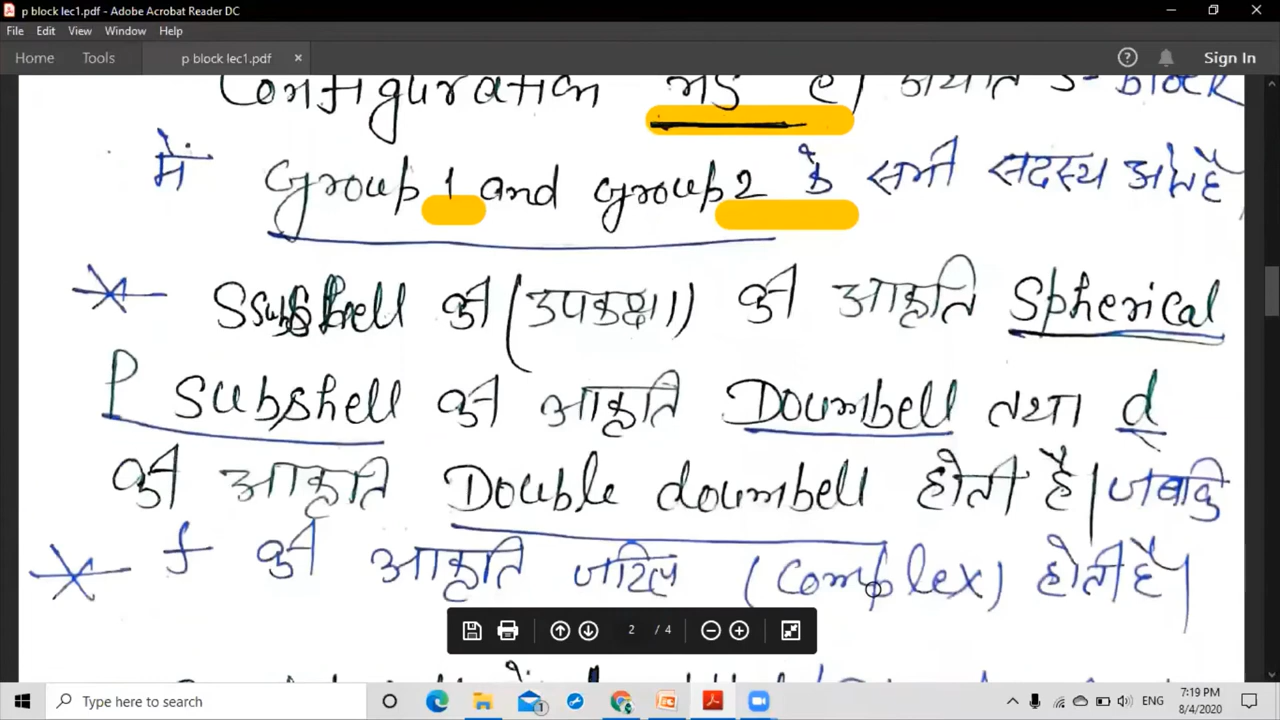 p block lec1.pdf - Adobe Acrobat Reader DC
File Edit View Window Help
Home Tools p block lec1.pdf × Sign In
Configuration है। अर्थात S-block
में Group 1 and group 2 के सभी सदस्य आते है
Ssubshell की (उपकक्षा) की आकृति Spherical
P subshell की आकृति Doumbell तथा d
की आकृति Double doumbell होती है। जबकि
f की आकृति जटिल (Complex) होती है।
2 / 4
Type here to search
ENG
7:19 PM
8/4/2020